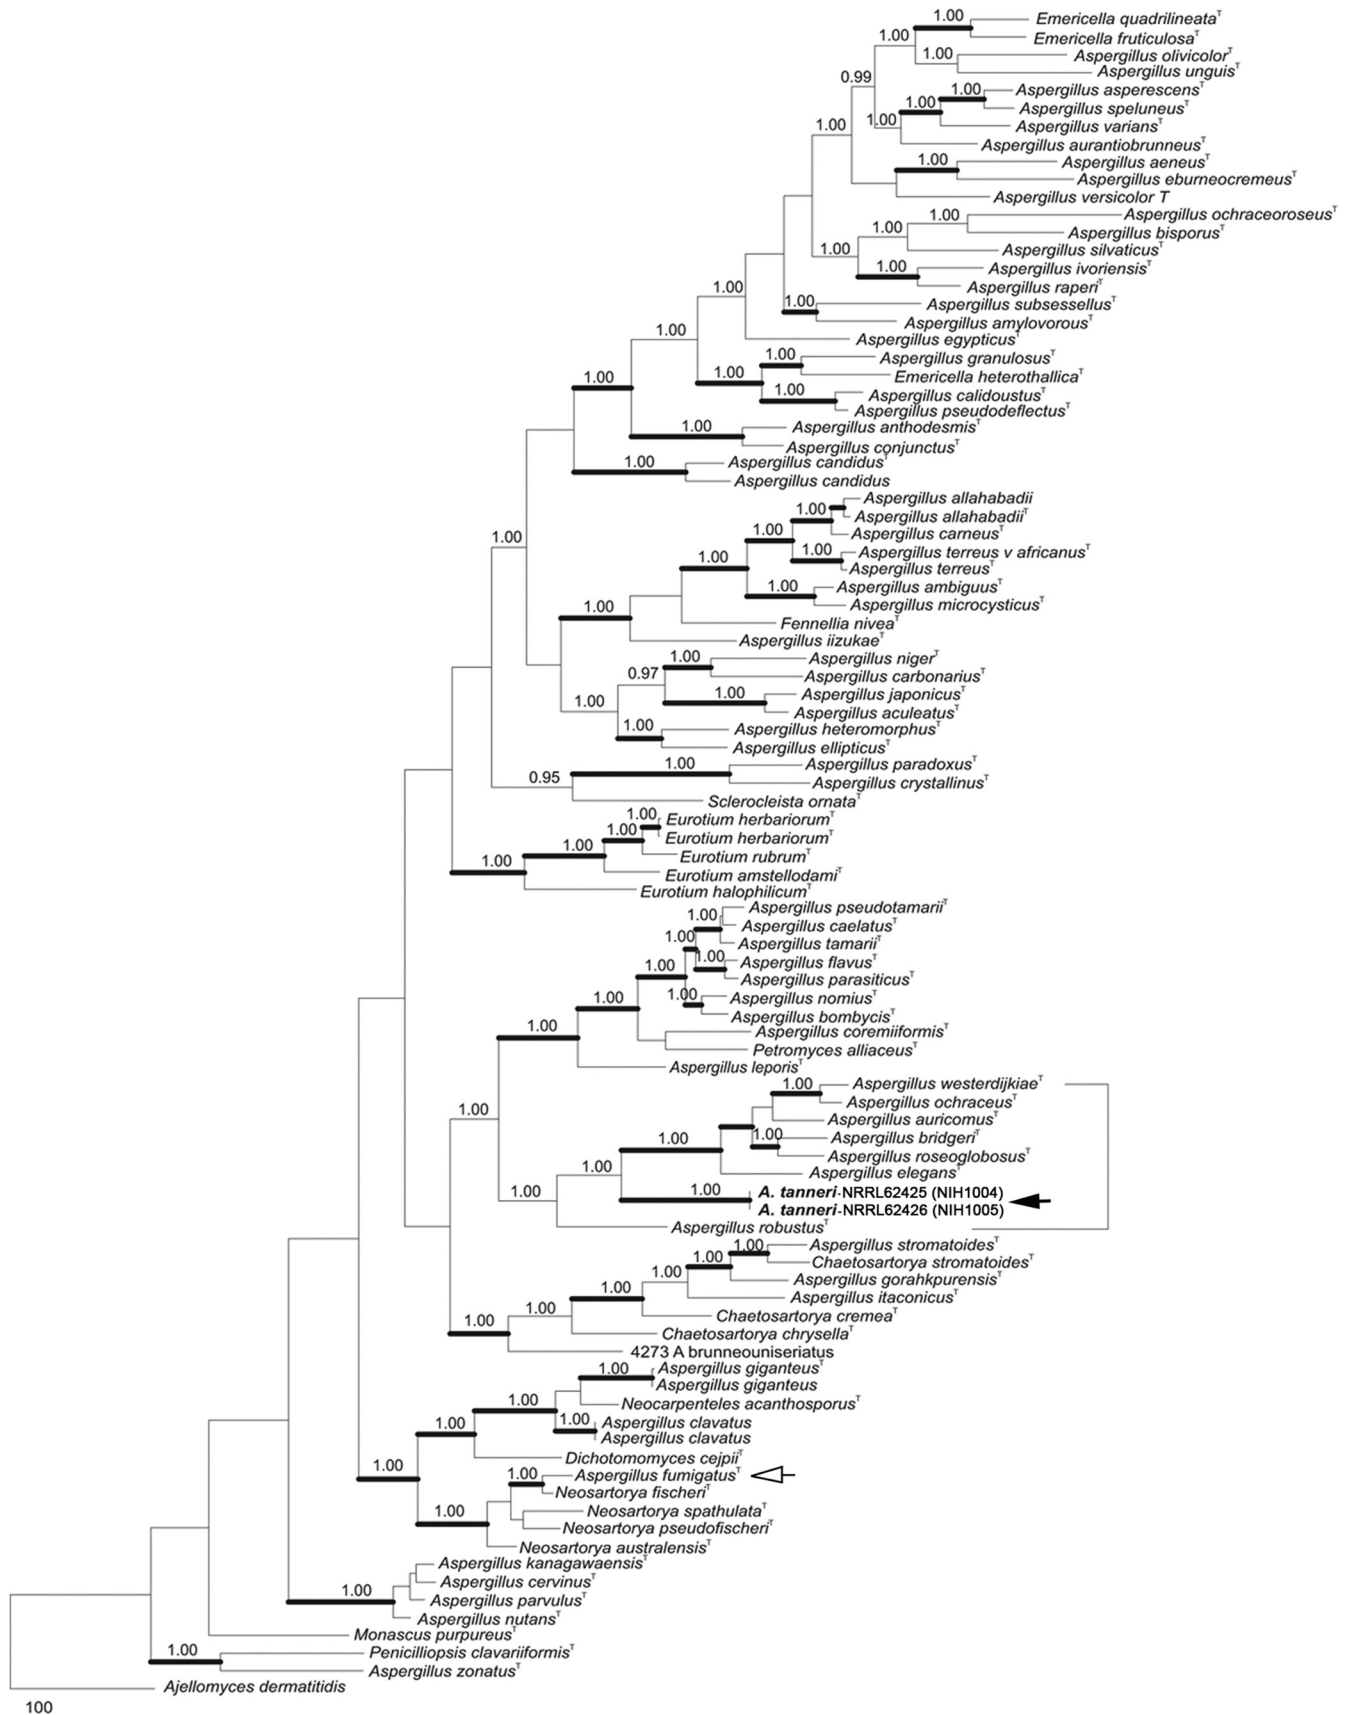 1.00
Emericella quadrilineata T
1.00
Emericella fruticulosa T
1.00
Aspergillus olivicolor T
Aspergillus unguis T
0.99
1.00
Aspergillus asperescens T
1.00
Aspergillus speluneus T
1.00
1.00
Aspergillus varians T
Aspergillus aurantiobrunneus T
1.00
Aspergillus aeneus T
Aspergillus eburneocremeus T
Aspergillus versicolor T
1.00
Aspergillus ochraceoroseus T
1.00
Aspergillus bisporus T
1.00
Aspergillus silvaticus T
1.00
Aspergillus ivoriensis T
1.00
Aspergillus raperi T
1.00
Aspergillus subsessellus T
Aspergillus amylovorous T
1.00
Aspergillus egypticus T
1.00
Aspergillus granulosus T
1.00
1.00
Emericella heterothallica T
1.00
Aspergillus calidoustus T
Aspergillus pseudodeflectus T
1.00
Aspergillus anthodesmis T
Aspergillus conjunctus T
1.00
Aspergillus candidus T
Aspergillus candidus
Aspergillus allahabadii
1.00
Aspergillus allahabadii T
1.00
Aspergillus carneus T
1.00
1.00
Aspergillus terreus v africanus T
1.00
Aspergillus terreus T
1.00
Aspergillus ambiguus T
1.00
Aspergillus microcysticus T
Fennellia nivea T
Aspergillus iizukae T
1.00
Aspergillus niger T
0.97
Aspergillus carbonarius T
1.00
1.00
Aspergillus japonicus T
Aspergillus aculeatus T
1.00
Aspergillus heteromorphus T
Aspergillus ellipticus T
1.00
Aspergillus paradoxus T
0.95
Aspergillus crystallinus T
Sclerocleista ornata T
1.00
Eurotium herbariorum T
1.00
Eurotium herbariorum T
1.00
Eurotium rubrum T
1.00
Eurotium amstellodami T
Eurotium halophilicum T
1.00
Aspergillus pseudotamarii T
Aspergillus caelatus T
1.00
Aspergillus tamarii T
1.00
1.00
Aspergillus flavus T
Aspergillus parasiticus T
1.00
1.00
Aspergillus nomius T
Aspergillus bombycis T
1.00
Aspergillus coremiiformis T
Petromyces alliaceus T
Aspergillus leporis T
1.00
Aspergillus westerdijkiae T
Aspergillus ochraceus T
1.00
Aspergillus auricomus T
1.00
1.00
Aspergillus bridgeri T
Aspergillus roseoglobosus T
1.00
Aspergillus elegans T
1.00
1.00
A. tanneri-NRRL62425 (NIH1004)
A. tanneri-NRRL62426 (NIH1005)
Aspergillus robustus T
1.00
Aspergillus stromatoides T
1.00
Chaetosartorya stromatoides T
1.00
Aspergillus gorahkpurensis T
1.00
Aspergillus itaconicus T
1.00
Chaetosartorya cremea T
1.00
Chaetosartorya chrysella T
4273 A brunneouniseriatus
1.00
Aspergillus giganteus T
Aspergillus giganteus
1.00
Neocarpenteles acanthosporus T
1.00
1.00
Aspergillus clavatus
Aspergillus clavatus
Dichotomomyces cejpii T
1.00
1.00
Aspergillus fumigatus T
Neosartorya fischeri T
1.00
Neosartorya spathulata T
Neosartorya pseudofischeri T
Neosartorya australensis T
Aspergillus kanagawaensis T
1.00
Aspergillus cervinus T
Aspergillus parvulus T
Aspergillus nutans T
Monascus purpureus T
1.00
Penicilliopsis clavariiformis T
Aspergillus zonatus T
Ajellomyces dermatitidis
100